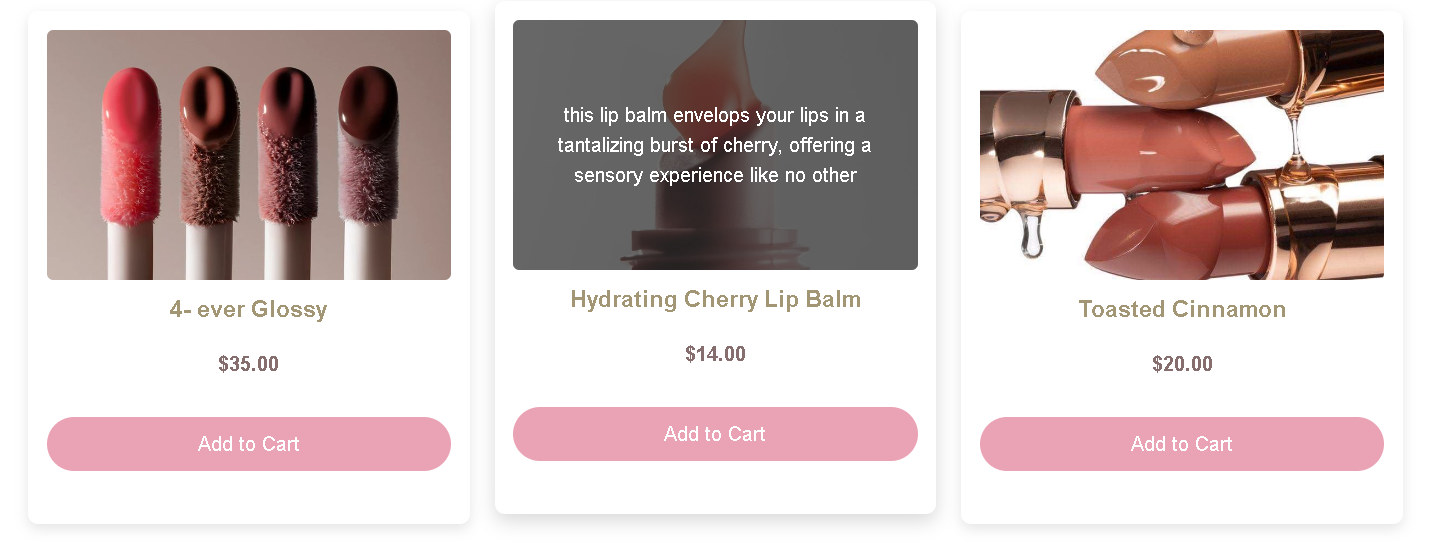 this lip balm envelops your lips in a
tantalizing burst of cherry, offering a
sensory experience like no other
4- ever Glossy
Hydrating Cherry Lip Balm
Toasted Cinnamon
$35.00
$14.00
$20.00
Add to Cart
Add to Cart
Add to Cart